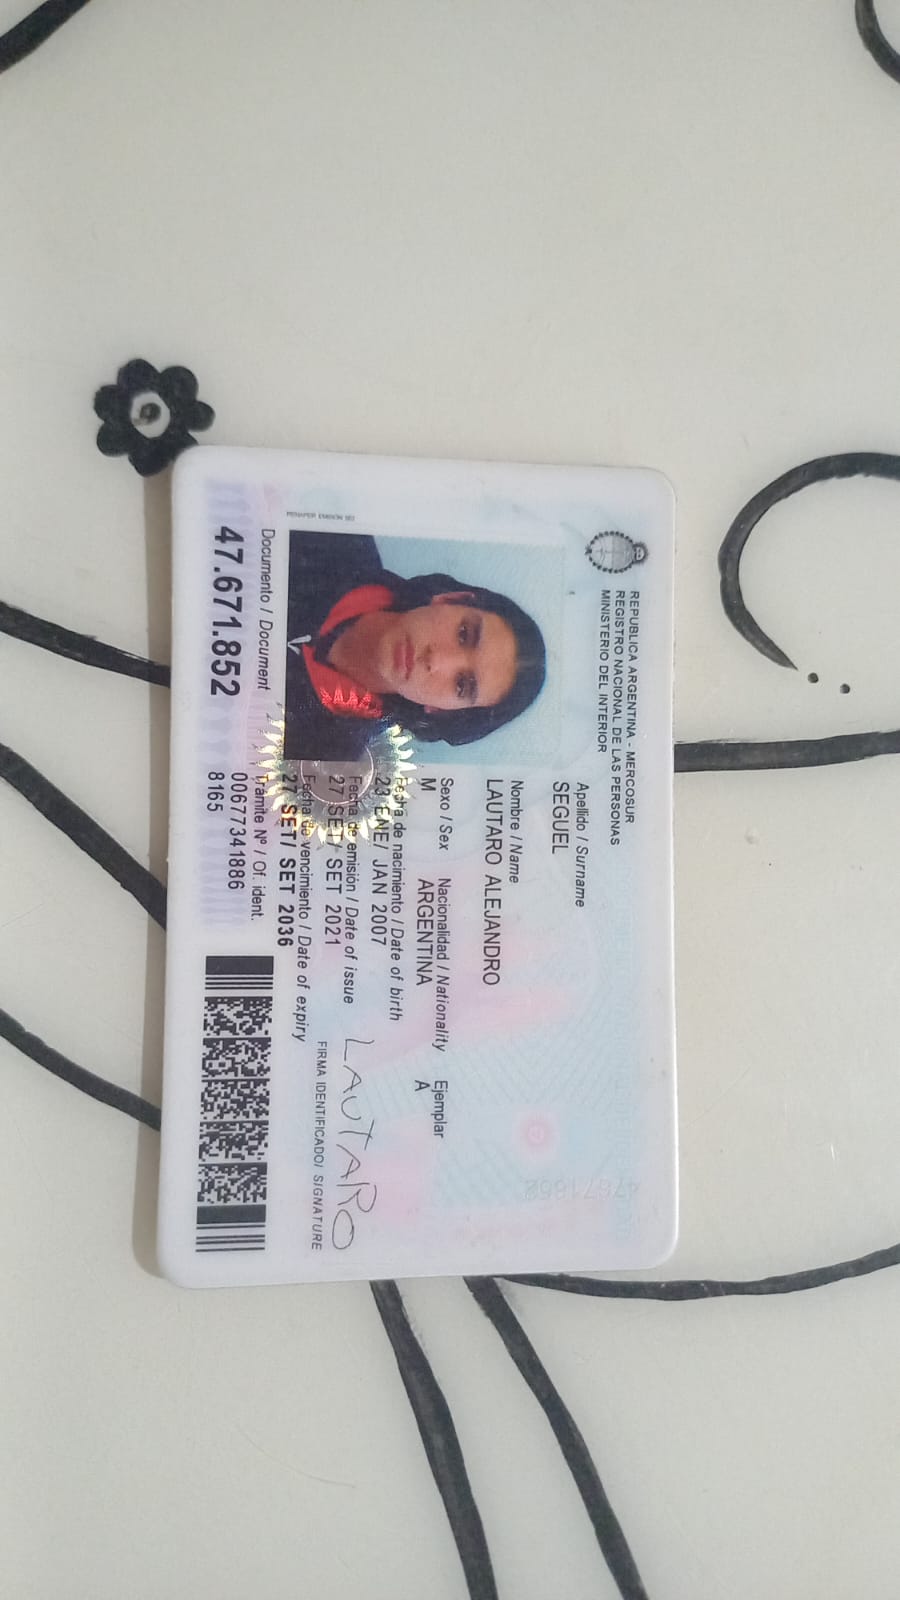 REPUBLICA ARGENTINA - MERCOSUR
REGISTRO NACIONAL DE LAS PERSONAS
MINISTERIO DEL INTERIOR
Apellido / Surname
SEGUEL
Nombre / Name
LAUTARO ALEJANDRO
Sexo / Sex Nacionalidad / Nationality Ejemplar
M ARGENTINA A
Fecha de nacimiento / Date of birth
23 ENE/ JAN 2007
Fecha de emisión / Date of issue
27 SET/ SET 2021
LAUTARO
FIRMA IDENTIFICADO/ SIGNATURE
Fecha de vencimiento / Date of expiry
27 SET/ SET 2036
Documento / Document
47.671.852
Trámite Nº / Of. ident.
00677341886
8165